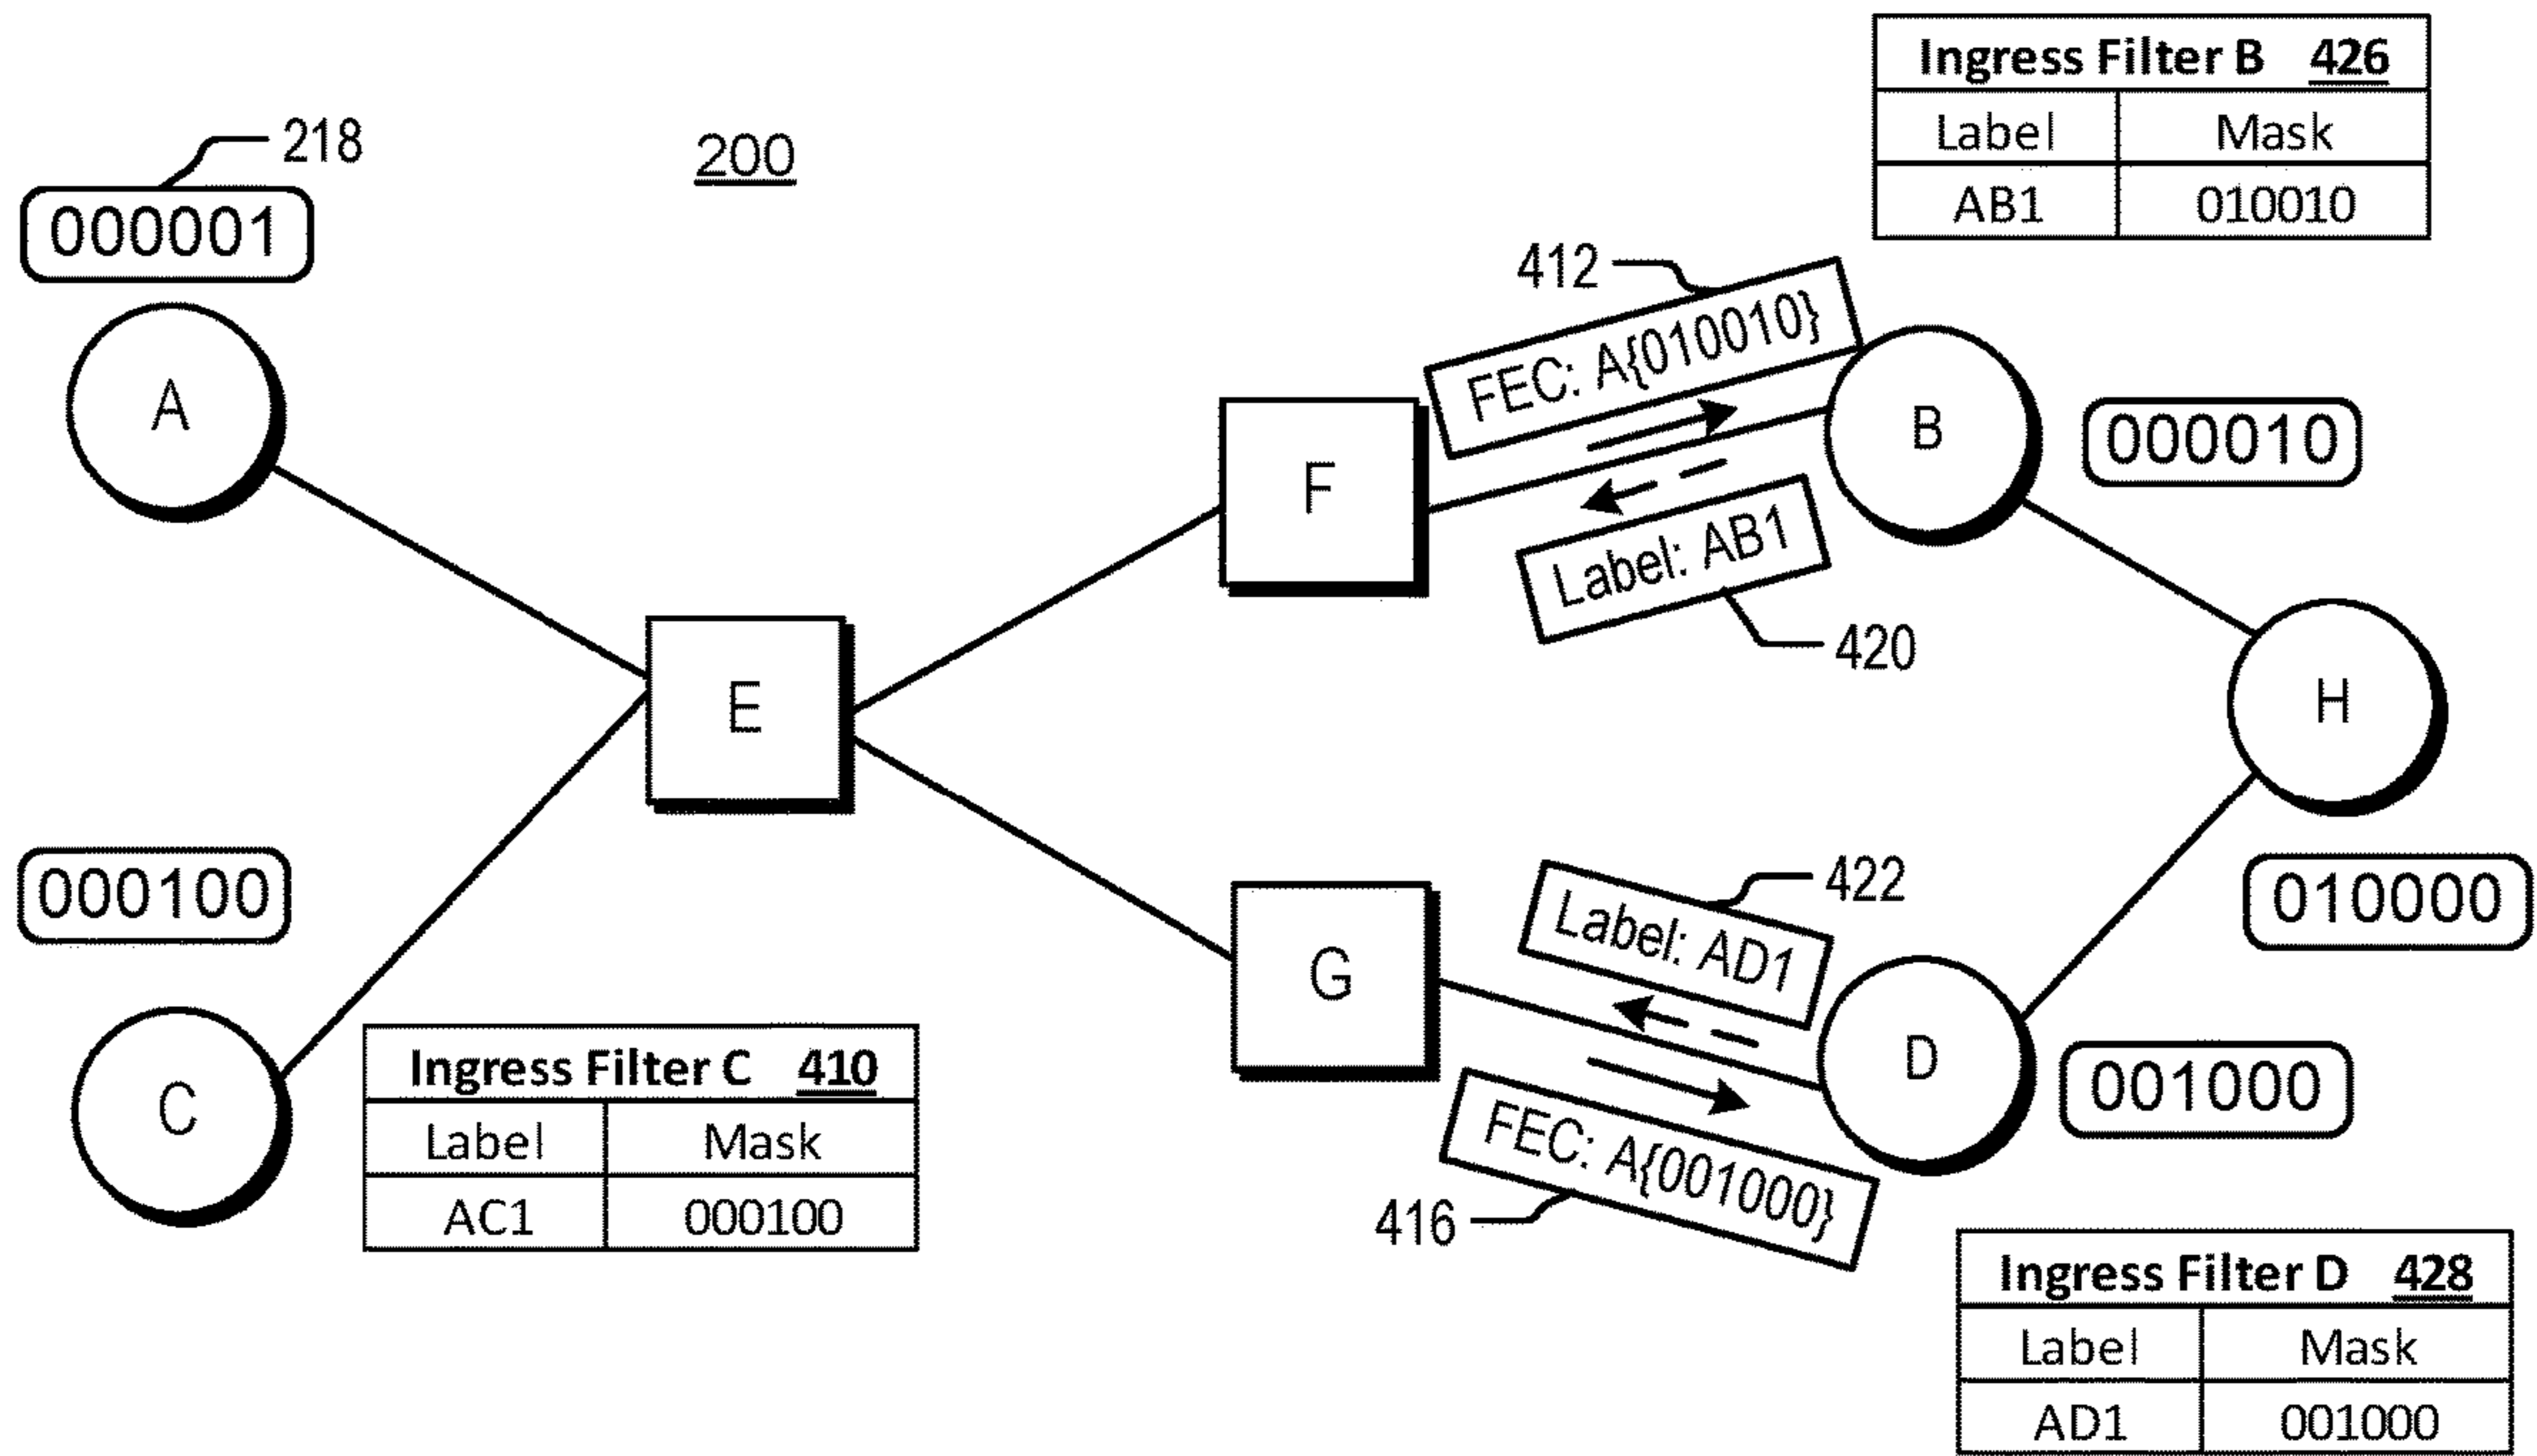 200
218
000001
A
Ingress Filter B 426
Label Mask
AB1 010010
412
FEC: A{010010}
B
000010
F
Label: AB1
420
E
H
010000
000100
C
Ingress Filter C 410
Label Mask
AC1 000100
G
422
Label: AD1
D
001000
FEC: A{001000}
416
Ingress Filter D 428
Label Mask
AD1 001000